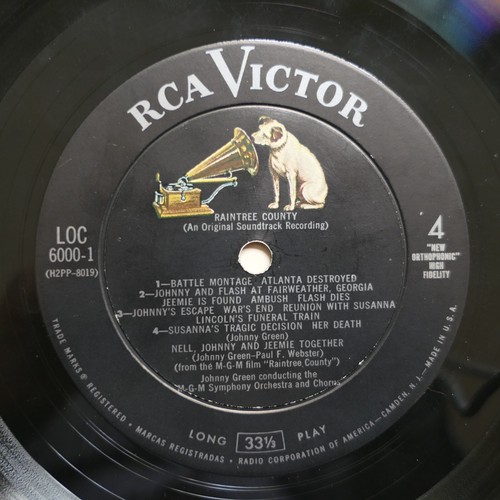 RCA VICTOR
RAINTREE COUNTY
(An Original Soundtrack Recording)
LOC
6000-1
(H2PP-8019)
4
"NEW
ORTHOPHONIC"
HIGH
FIDELITY
1—BATTLE MONTAGE ATLANTA DESTROYED
2—JOHNNY AND FLASH AT FAIRWEATHER, GEORGIA
JEEMIE IS FOUND AMBUSH FLASH DIES
3—JOHNNY'S ESCAPE WAR'S END REUNION WITH SUSANNA
LINCOLN'S FUNERAL TRAIN
4—SUSANNA'S TRAGIC DECISION HER DEATH
(Johnny Green)
NELL, JOHNNY AND JEEMIE TOGETHER
(Johnny Green-Paul F. Webster)
(from the M-G-M film "Raintree County")
Johnny Green conducting the
M-G-M Symphony Orchestra and Chorus
LONG 33⅓ PLAY
TRADE MARKS ® REGISTERED • MARCAS REGISTRADAS • RADIO CORPORATION OF AMERICA—CAMDEN, N.J.—MADE IN U.S.A.